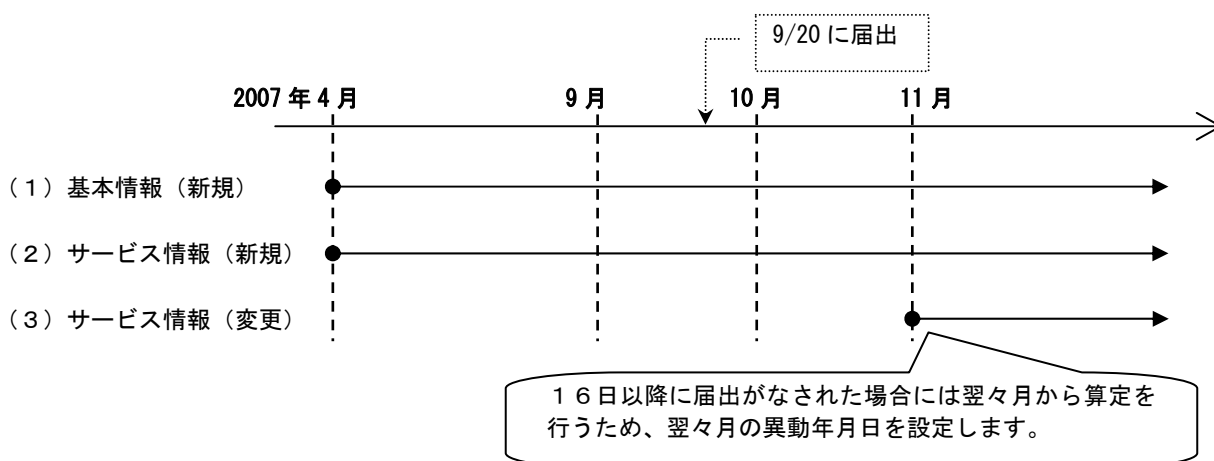 9/20 に届出
2007 年 4 月
9 月
10 月
11 月
（１）基本情報（新規）
（２）サービス情報（新規）
（３）サービス情報（変更）
１６日以降に届出がなされた場合には翌々月から算定を
行うため、翌々月の異動年月日を設定します。